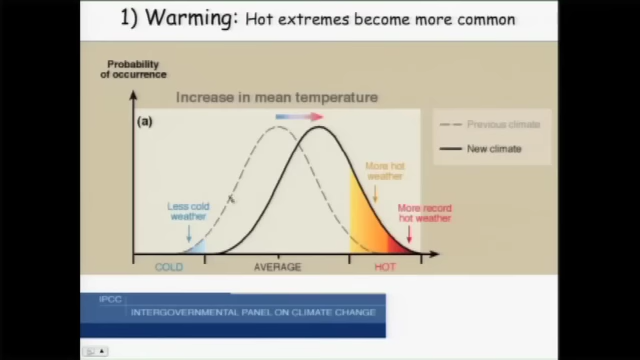 1) Warming: Hot extremes become more common
Probability
of occurrence
Increase in mean temperature
(a)
Previous climate
New climate
More hot
weather
Less cold
weather
More record
hot weather
COLD
AVERAGE
HOT
IPCC
INTERGOVERNMENTAL PANEL ON CLIMATE CHANGE